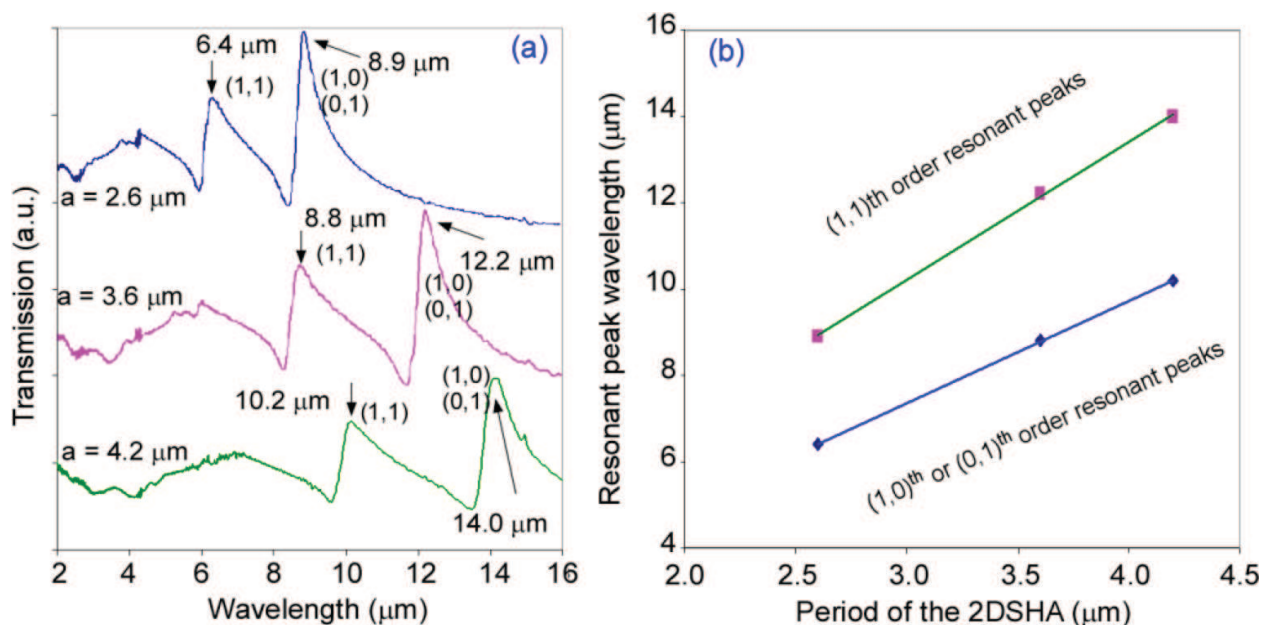 (a)
6.4 μm
(1,1)
8.9 μm
(1,0)
(0,1)
a = 2.6 μm
8.8 μm
(1,1)
12.2 μm
(1,0)
(0,1)
a = 3.6 μm
10.2 μm
(1,1)
(1,0)
(0,1)
a = 4.2 μm
14.0 μm
Transmission (a.u.)
2 4 6 8 10 12 14 16
Wavelength (μm)
(b)
16
14
12
10
8
6
4
Resonant peak wavelength (μm)
(1,1)th order resonant peaks
(1,0)th or (0,1)th order resonant peaks
2.0 2.5 3.0 3.5 4.0 4.5
Period of the 2DSHA (μm)